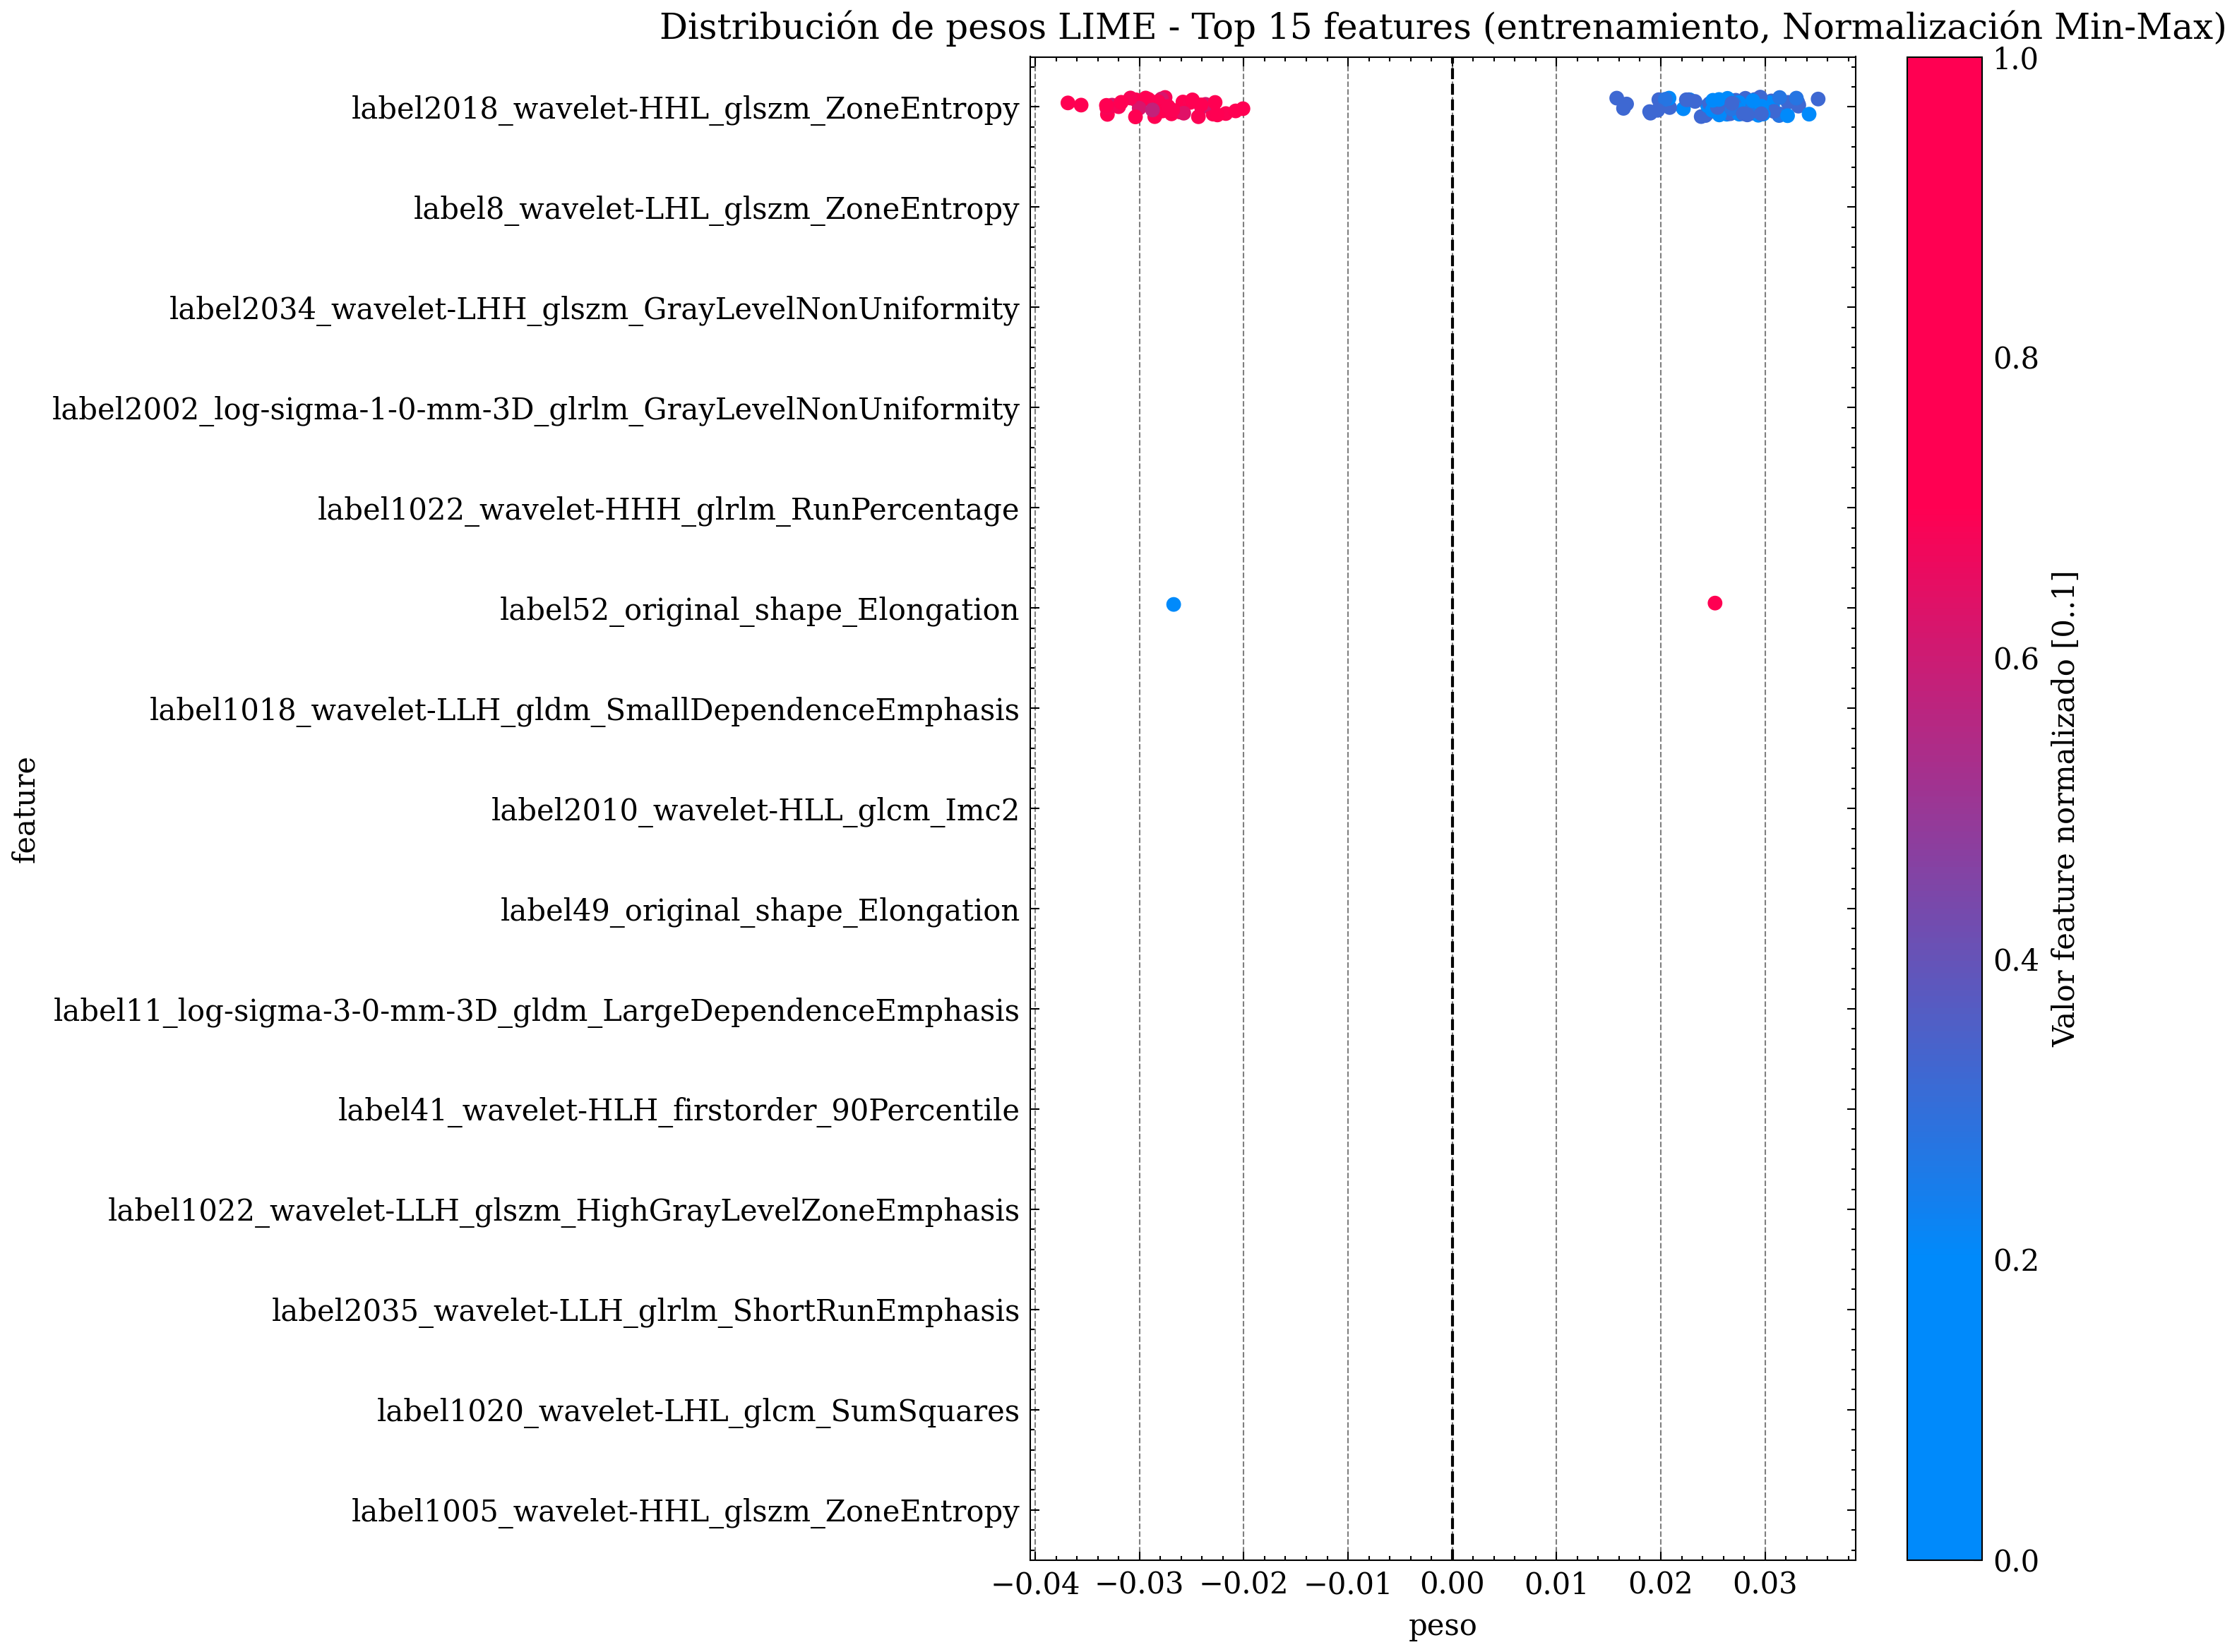 Distribución de pesos LIME - Top 15 features (entrenamiento, Normalización Min-Max)
label2018_wavelet-HHL_glszm_ZoneEntropy
label8_wavelet-LHL_glszm_ZoneEntropy
label2034_wavelet-LHH_glszm_GrayLevelNonUniformity
label2002_log-sigma-1-0-mm-3D_glrlm_GrayLevelNonUniformity
label1022_wavelet-HHH_glrlm_RunPercentage
label52_original_shape_Elongation
label1018_wavelet-LLH_gldm_SmallDependenceEmphasis
label2010_wavelet-HLL_glcm_Imc2
label49_original_shape_Elongation
label11_log-sigma-3-0-mm-3D_gldm_LargeDependenceEmphasis
label41_wavelet-HLH_firstorder_90Percentile
label1022_wavelet-LLH_glszm_HighGrayLevelZoneEmphasis
label2035_wavelet-LLH_glrlm_ShortRunEmphasis
label1020_wavelet-LHL_glcm_SumSquares
label1005_wavelet-HHL_glszm_ZoneEntropy
feature
−0.04 −0.03 −0.02 −0.01 0.00 0.01 0.02 0.03
peso
1.0
0.8
0.6
0.4
0.2
0.0
Valor feature normalizado [0..1]